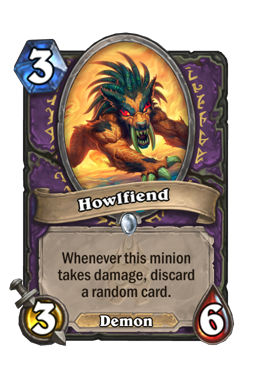 3
Howlfiend
Whenever this minion
takes damage, discard
a random card.
3
Demon
6